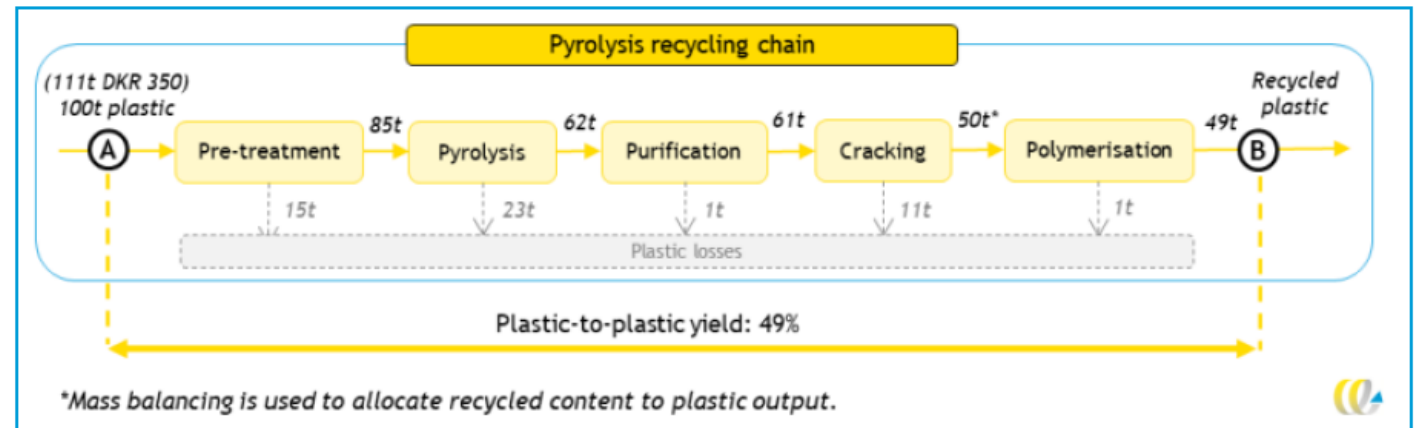 Pyrolysis recycling chain
(111t DKR 350)
100t plastic
Recycled
plastic
A
Pre-treatment
85t
Pyrolysis
62t
Purification
61t
Cracking
50t*
Polymerisation
49t
B
15t
23t
1t
11t
1t
Plastic losses
Plastic-to-plastic yield: 49%
*Mass balancing is used to allocate recycled content to plastic output.